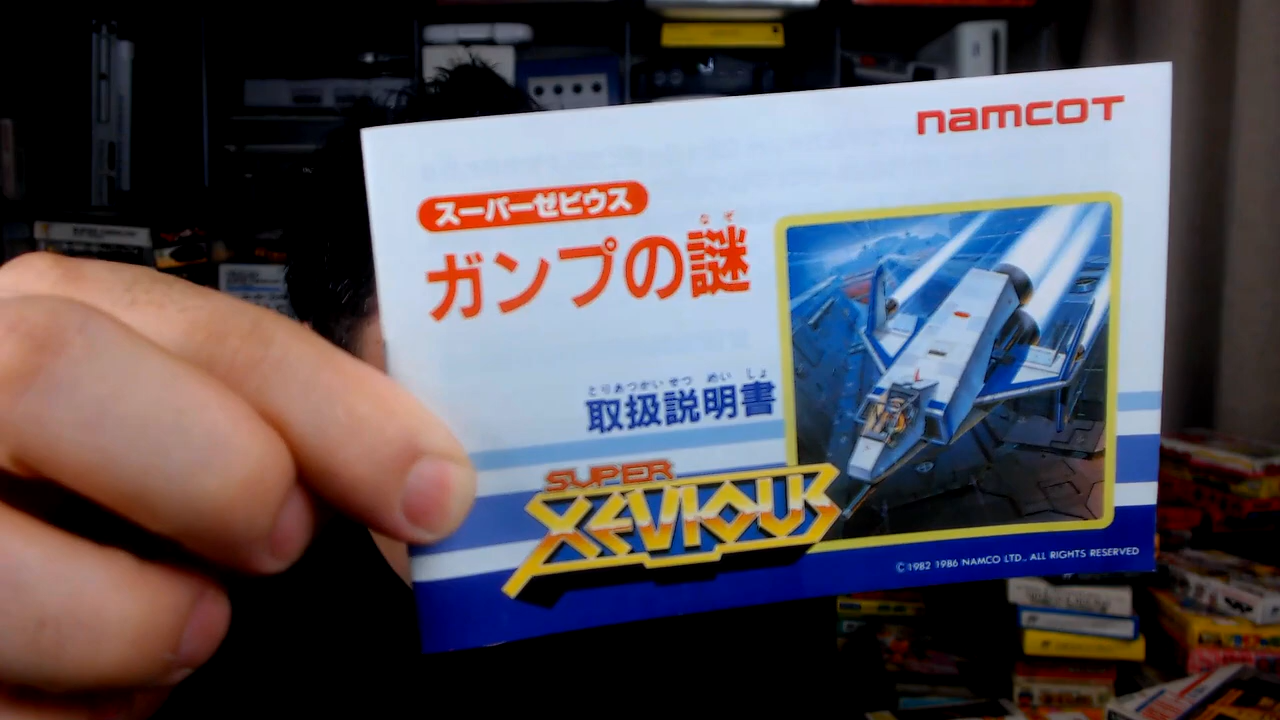 namcoT
スーパーゼビウス
なぞ
ガンプの謎
とりあつかいせつ めいしょ
取扱説明書
SUPER
XEVIOUS
©1982 1986 NAMCO LTD., ALL RIGHTS RESERVED